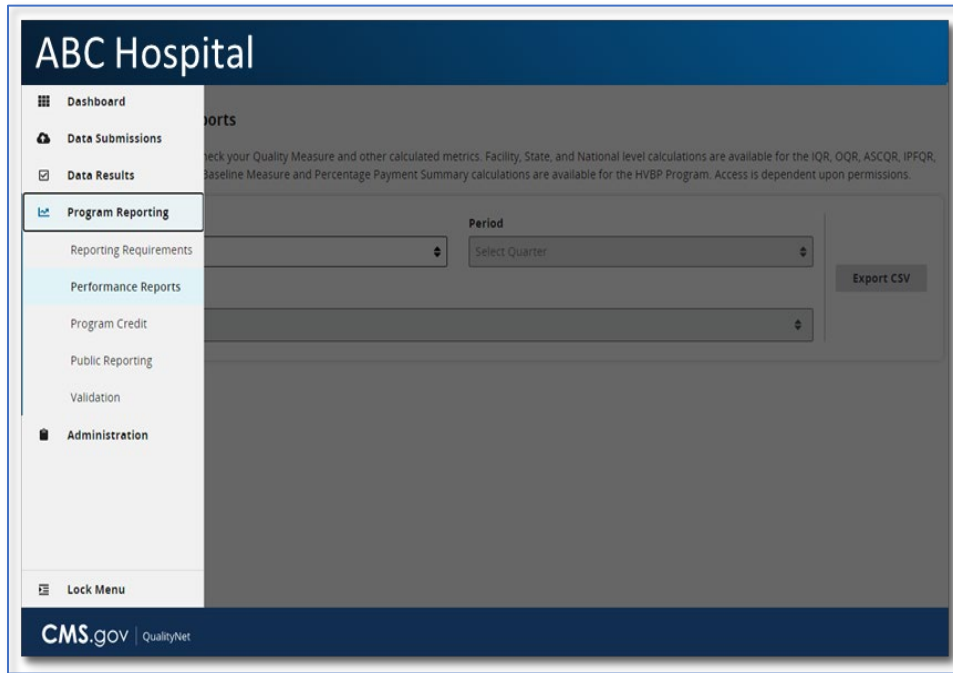 ABC Hospital
Dashboard
Data Submissions
Data Results
Program Reporting
Reporting Requirements
Performance Reports
Program Credit
Public Reporting
Validation
Administration
Lock Menu
orts
heck your Quality Measure and other calculated metrics. Facility, State, and National level calculations are available for the IQR, OQR, ASCQR, IPFQR,
Baseline Measure and Percentage Payment Summary calculations are available for the HVBP Program. Access is dependent upon permissions.
Period
Select Quarter
Export CSV
CMS.gov | QualityNet